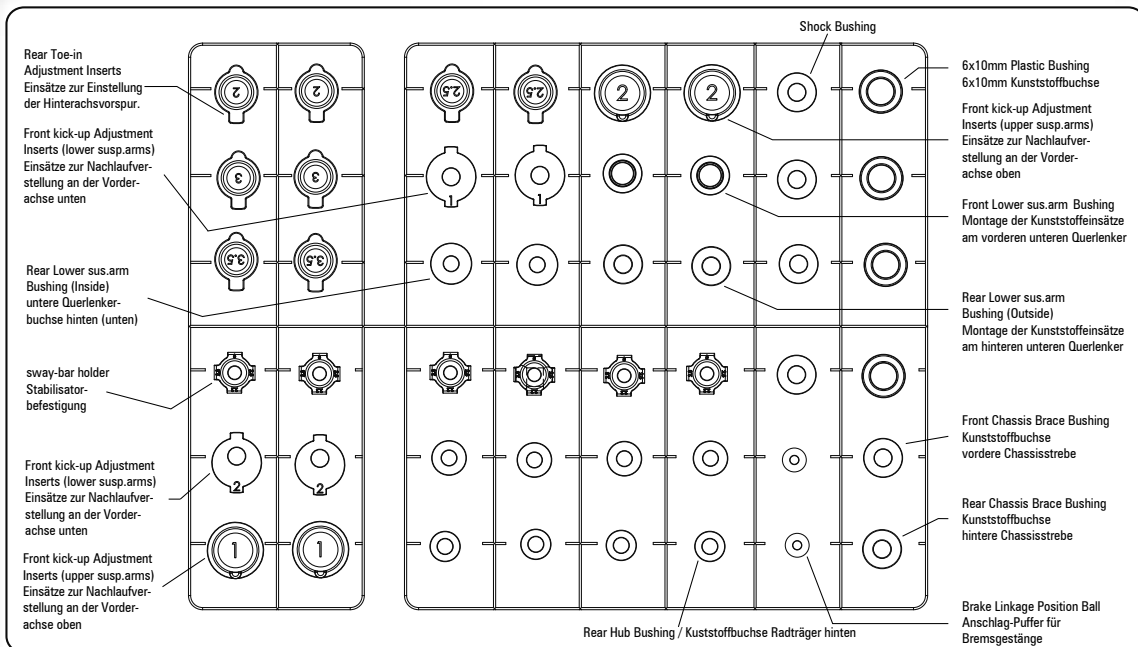 Shock Bushing
Rear Toe-in
Adjustment Inserts
Einsätze zur Einstellung
der Hinterachsvorspur.
Front kick-up Adjustment
Inserts (lower susp.arms)
Einsätze zur Nachlaufver-
stellung an der Vorder-
achse unten
Rear Lower sus.arm
Bushing (Inside)
untere Querlenker-
buchse hinten (unten)
sway-bar holder
Stabilisator-
befestigung
Front kick-up Adjustment
Inserts (lower susp.arms)
Einsätze zur Nachlaufver-
stellung an der Vorder-
achse unten
Front kick-up Adjustment
Inserts (upper susp.arms)
Einsätze zur Nachlaufver-
stellung an der Vorder-
achse oben
2 2 2.5 2.5 2 2
3 3 1 1
3.5 3.5
2 2
1 1
6x10mm Plastic Bushing
6x10mm Kunststoffbuchse
Front kick-up Adjustment
Inserts (upper susp.arms)
Einsätze zur Nachlaufver-
stellung an der Vorder-
achse oben
Front Lower sus.arm Bushing
Montage der Kunststoffeinsätze
am vorderen unteren Querlenker
Rear Lower sus.arm
Bushing (Outside)
Montage der Kunststoffeinsätze
am hinteren unteren Querlenker
Front Chassis Brace Bushing
Kunststoffbuchse
vordere Chassisstrebe
Rear Chassis Brace Bushing
Kunststoffbuchse
hintere Chassisstrebe
Brake Linkage Position Ball
Anschlag-Puffer für
Bremsgestänge
Rear Hub Bushing / Kuststoffbuchse Radträger hinten